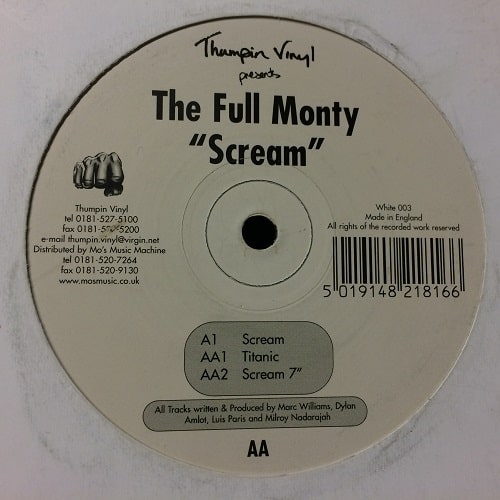 Thumpin Vinyl
presents
The Full Monty
"Scream"
Thumpin Vinyl
tel 0181-527-5100
fax 0181-527-5200
e-mail thumpin.vinyl@virgin.net
Distributed by Mo's Music Machine
tel 0181-520-7264
fax 0181-520-9130
www.mosmusic.co.uk
White 003
Made in England
All rights of the recorded work reserved
5 019148 218166
A1 Scream
AA1 Titanic
AA2 Scream 7"
All Tracks written & Produced by Marc Williams, Dylan
Amlot, Luis Paris and Milroy Nadarajah
AA